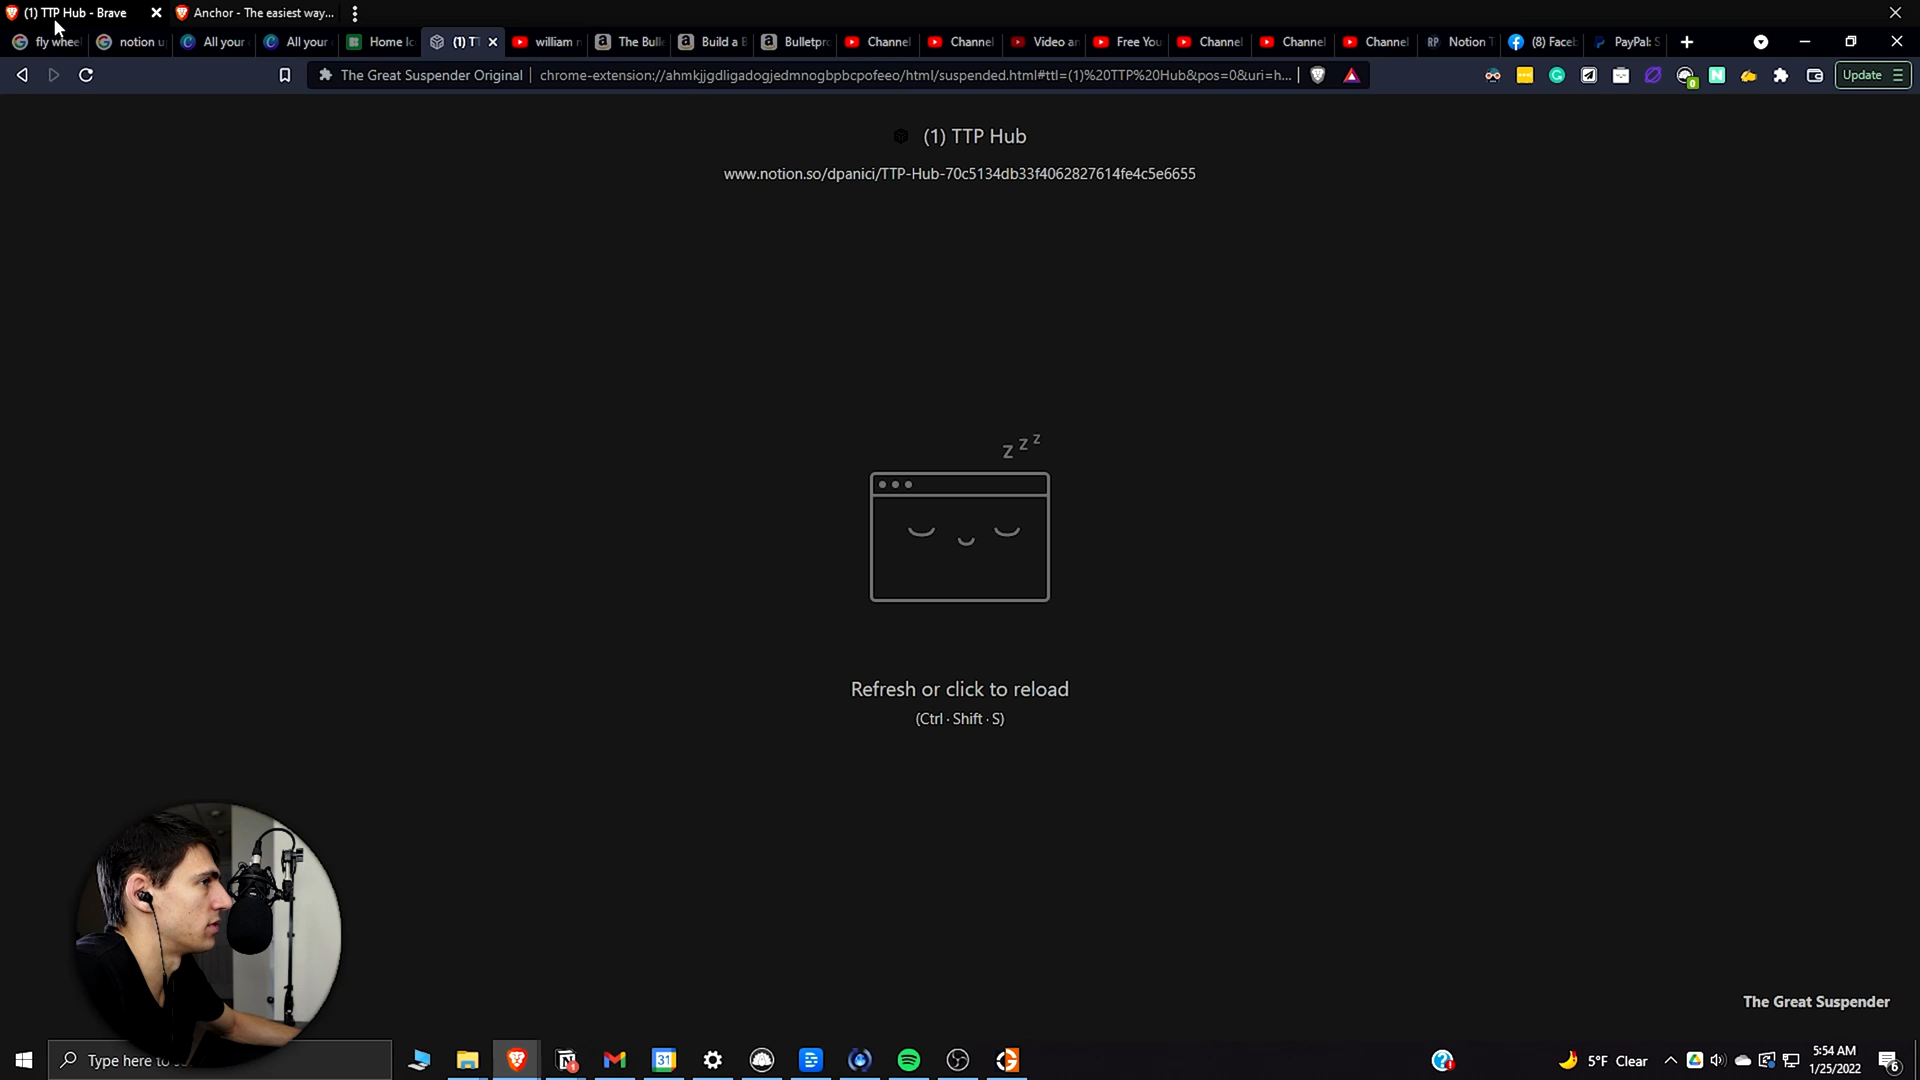 (1) TTP Hub - Brave
Anchor - The easiest way...
fly whee
notion u
All your
All your
Home Ic
(1) T
william
The Bull
Build a B
Bulletpr
Channel
Channel
Video a
Free You
Channel
Channel
Channel
Notion T
(8) Faceb
PayPal: S
The Great Suspender Original
chrome-extension://ahmkjjgdligadogjedmnogbpbcpofeeo/html/suspended.html#ttl=(1)%20TTP%20Hub&pos=0&uri=h...
Update
(1) TTP Hub
www.notion.so/dpanici/TTP-Hub-70c5134db33f4062827614fe4c5e6655
z z z
Refresh or click to reload
(Ctrl · Shift · S)
The Great Suspender
Type here to
31
5°F Clear
5:54 AM
1/25/2022
6